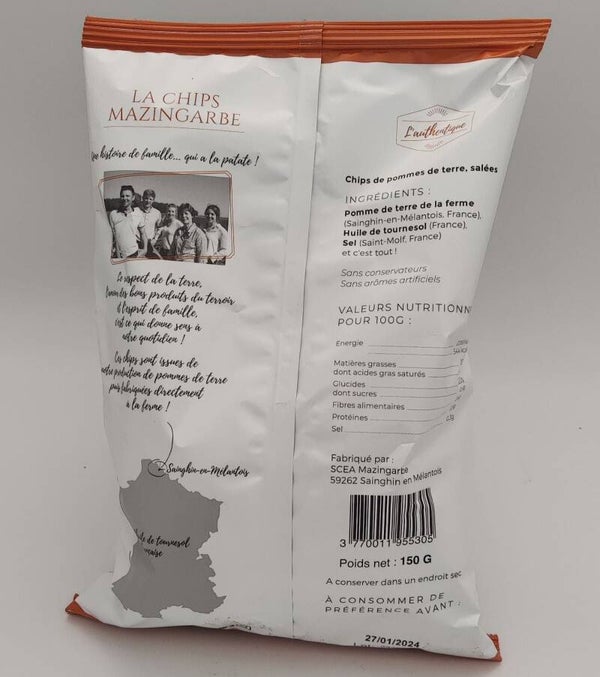 LA CHIPS
MAZINGARBE
histoire de famille... qui a la patate !
Le respect de la terre,
l'amour des bons produits du terroir
et l'esprit de famille,
c'est ce qui donne sens à
notre quotidien !
Ces chips sont issues de
notre production de pommes de terre
puis fabriquées directement
à la ferme !
Sainghin-en-Mélantois
de tournesol
L'authentique
Chips de pommes de terre, salées
INGRÉDIENTS :
Pomme de terre de la ferme
(Sainghin-en-Mélantois, France),
Huile de tournesol (France),
Sel (Saint-Molf, France)
et c'est tout !
Sans conservateurs
Sans arômes artificiels
VALEURS NUTRITIONN
POUR 100G :
Energie
Matières grasses
dont acides gras saturés
Glucides
dont sucres
Fibres alimentaires
Protéines
Sel
Fabriqué par :
SCEA Mazingarbe
59262 Sainghin en Mélantois
3 770011 955305
Poids net : 150 G
A conserver dans un endroit sec
À CONSOMMER DE
PRÉFÉRENCE AVANT :
27/01/2024